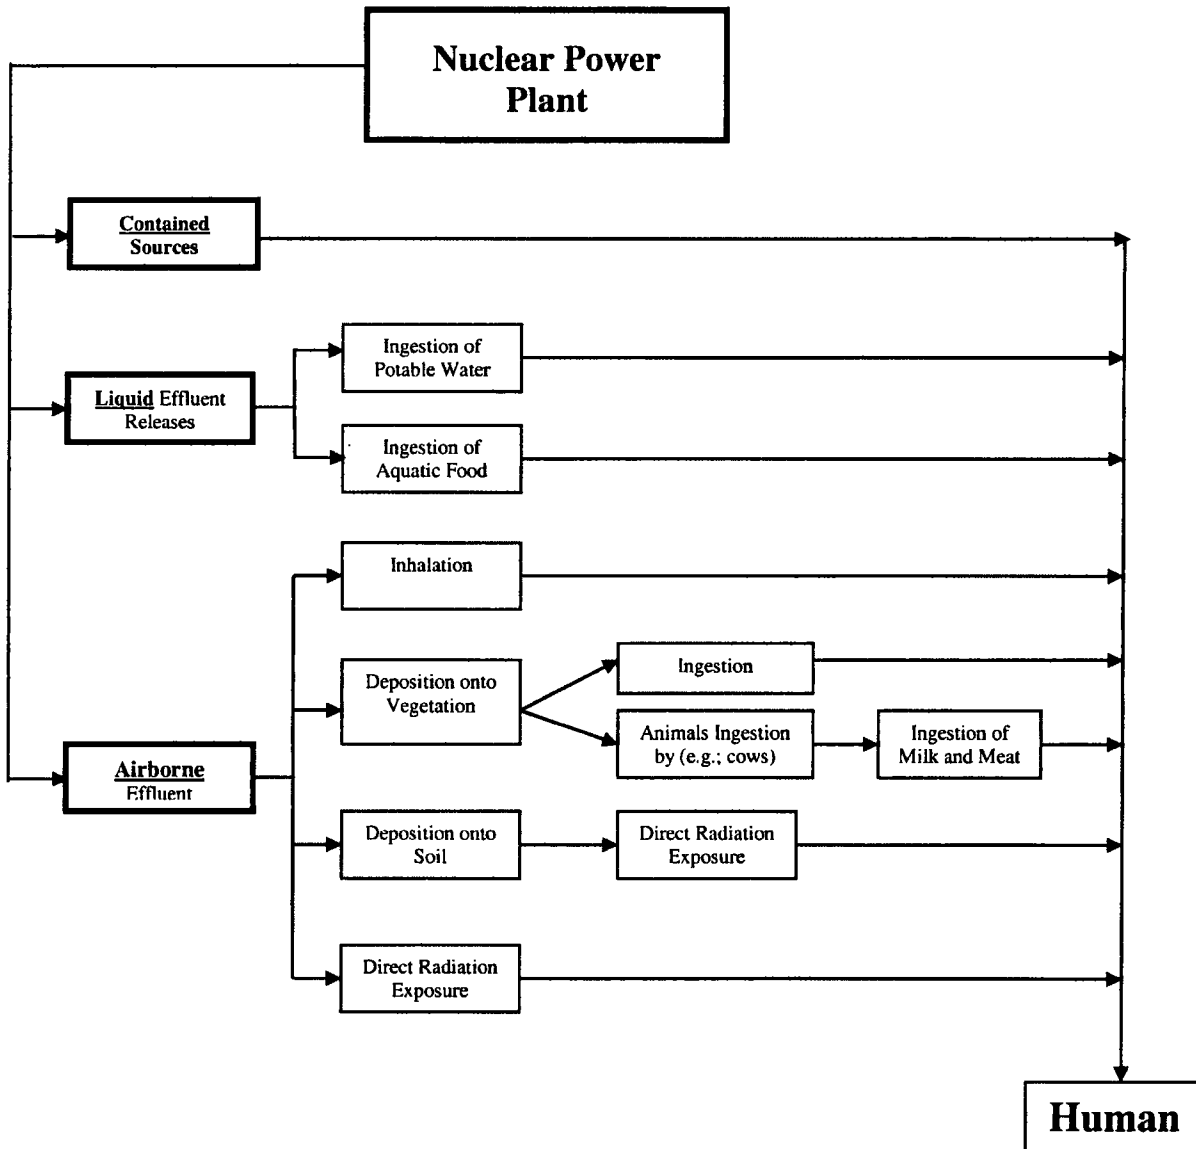 Nuclear Power
Plant
Contained
Sources
Ingestion of
Potable Water
Liquid Effluent
Releases
Ingestion of
Aquatic Food
Inhalation
Deposition onto
Vegetation
Ingestion
Animals Ingestion
by (e.g.; cows)
Ingestion of
Milk and Meat
Airborne
Effluent
Deposition onto
Soil
Direct Radiation
Exposure
Direct Radiation
Exposure
Human